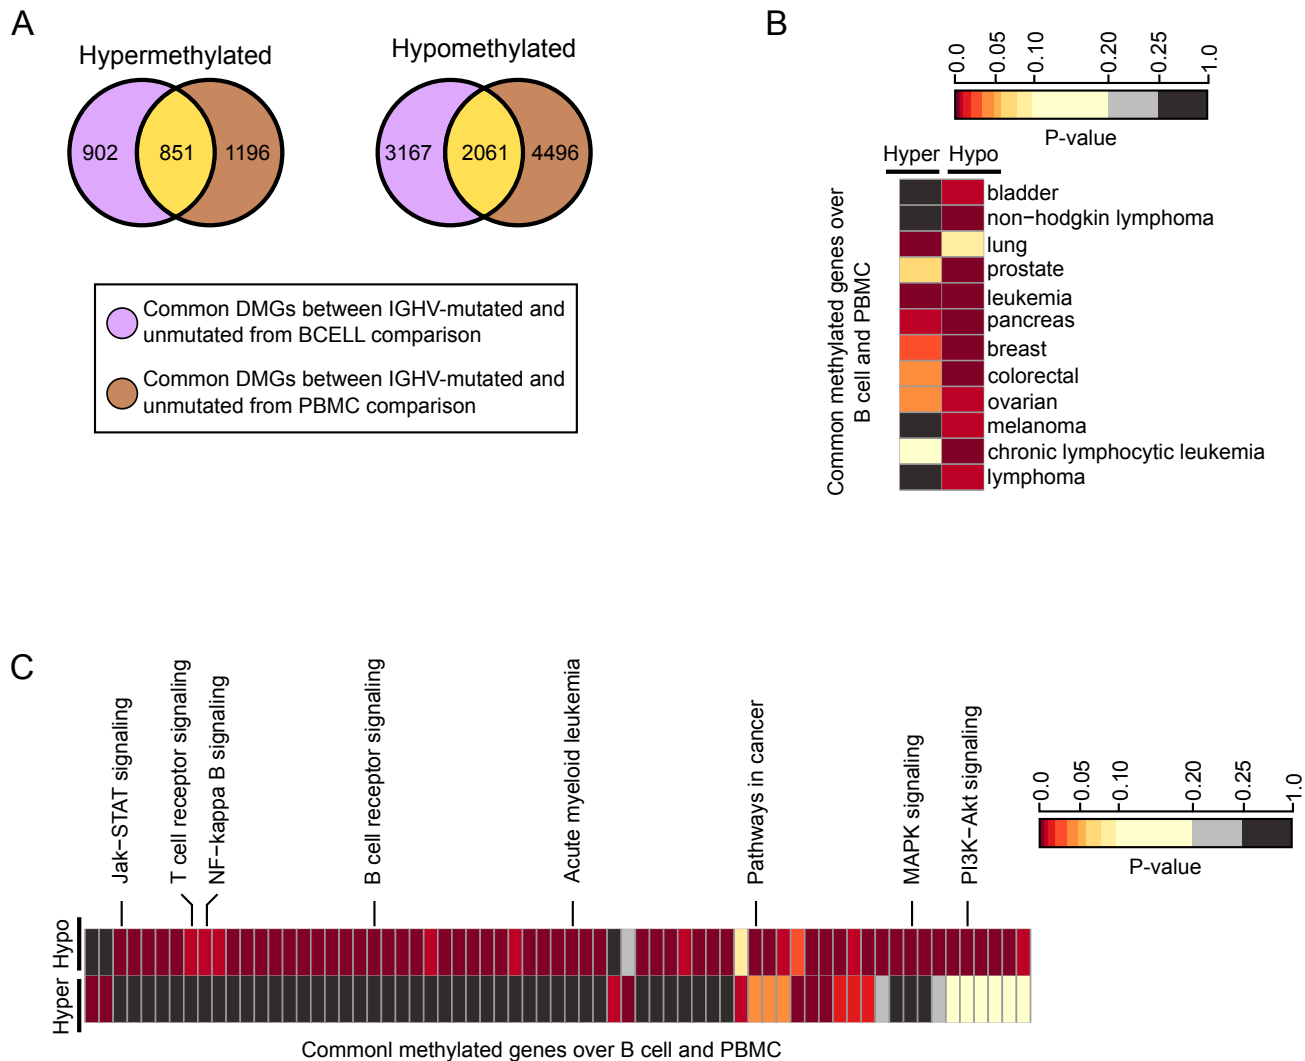 A
Hypermethylated
Hypomethylated
902
851
1196
3167
2061
4496
Common DMGs between IGHV-mutated and
unmutated from BCELL comparison
Common DMGs between IGHV-mutated and
unmutated from PBMC comparison
B
0.0
0.05
0.10
0.20
0.25
1.0
P-value
Hyper
Hypo
Common methylated genes over
B cell and PBMC
bladder
non−hodgkin lymphoma
lung
prostate
leukemia
pancreas
breast
colorectal
ovarian
melanoma
chronic lymphocytic leukemia
lymphoma
C
Jak−STAT signaling
T cell receptor signaling
NF−kappa B signaling
B cell receptor signaling
Acute myeloid leukemia
Pathways in cancer
MAPK signaling
PI3K−Akt signaling
0.0
0.05
0.10
0.20
0.25
1.0
P-value
Hypo
Hyper
Commonl methylated genes over B cell and PBMC